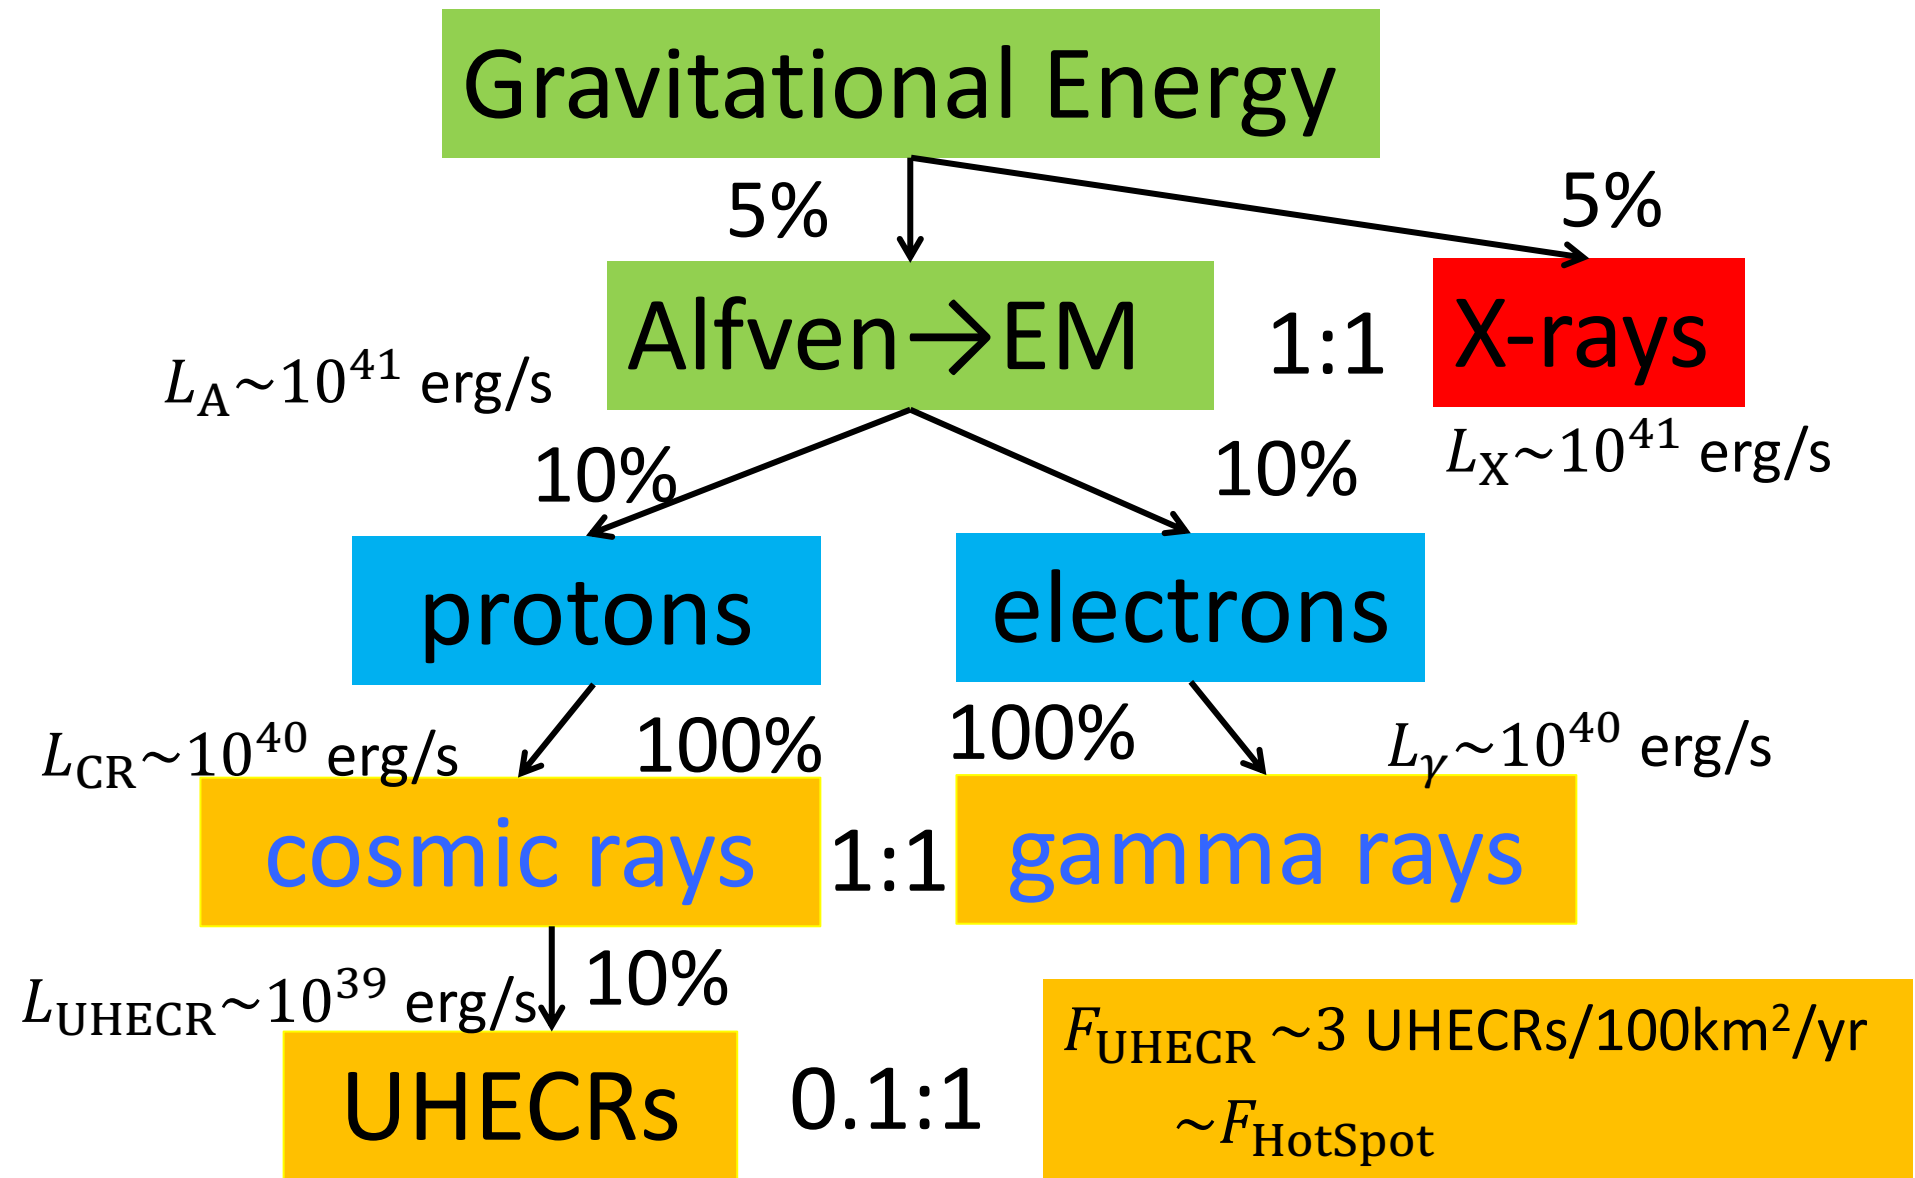 Gravitational Energy
5%
5%
Alfven→EM
1:1
X-rays
L_A~10^41 erg/s
L_X~10^41 erg/s
10%
10%
protons
electrons
100%
100%
L_CR~10^40 erg/s
L_γ~10^40 erg/s
cosmic rays
1:1
gamma rays
10%
L_UHECR~10^39 erg/s
UHECRs
0.1:1
F_UHECR ~3 UHECRs/100km²/yr
~F_HotSpot